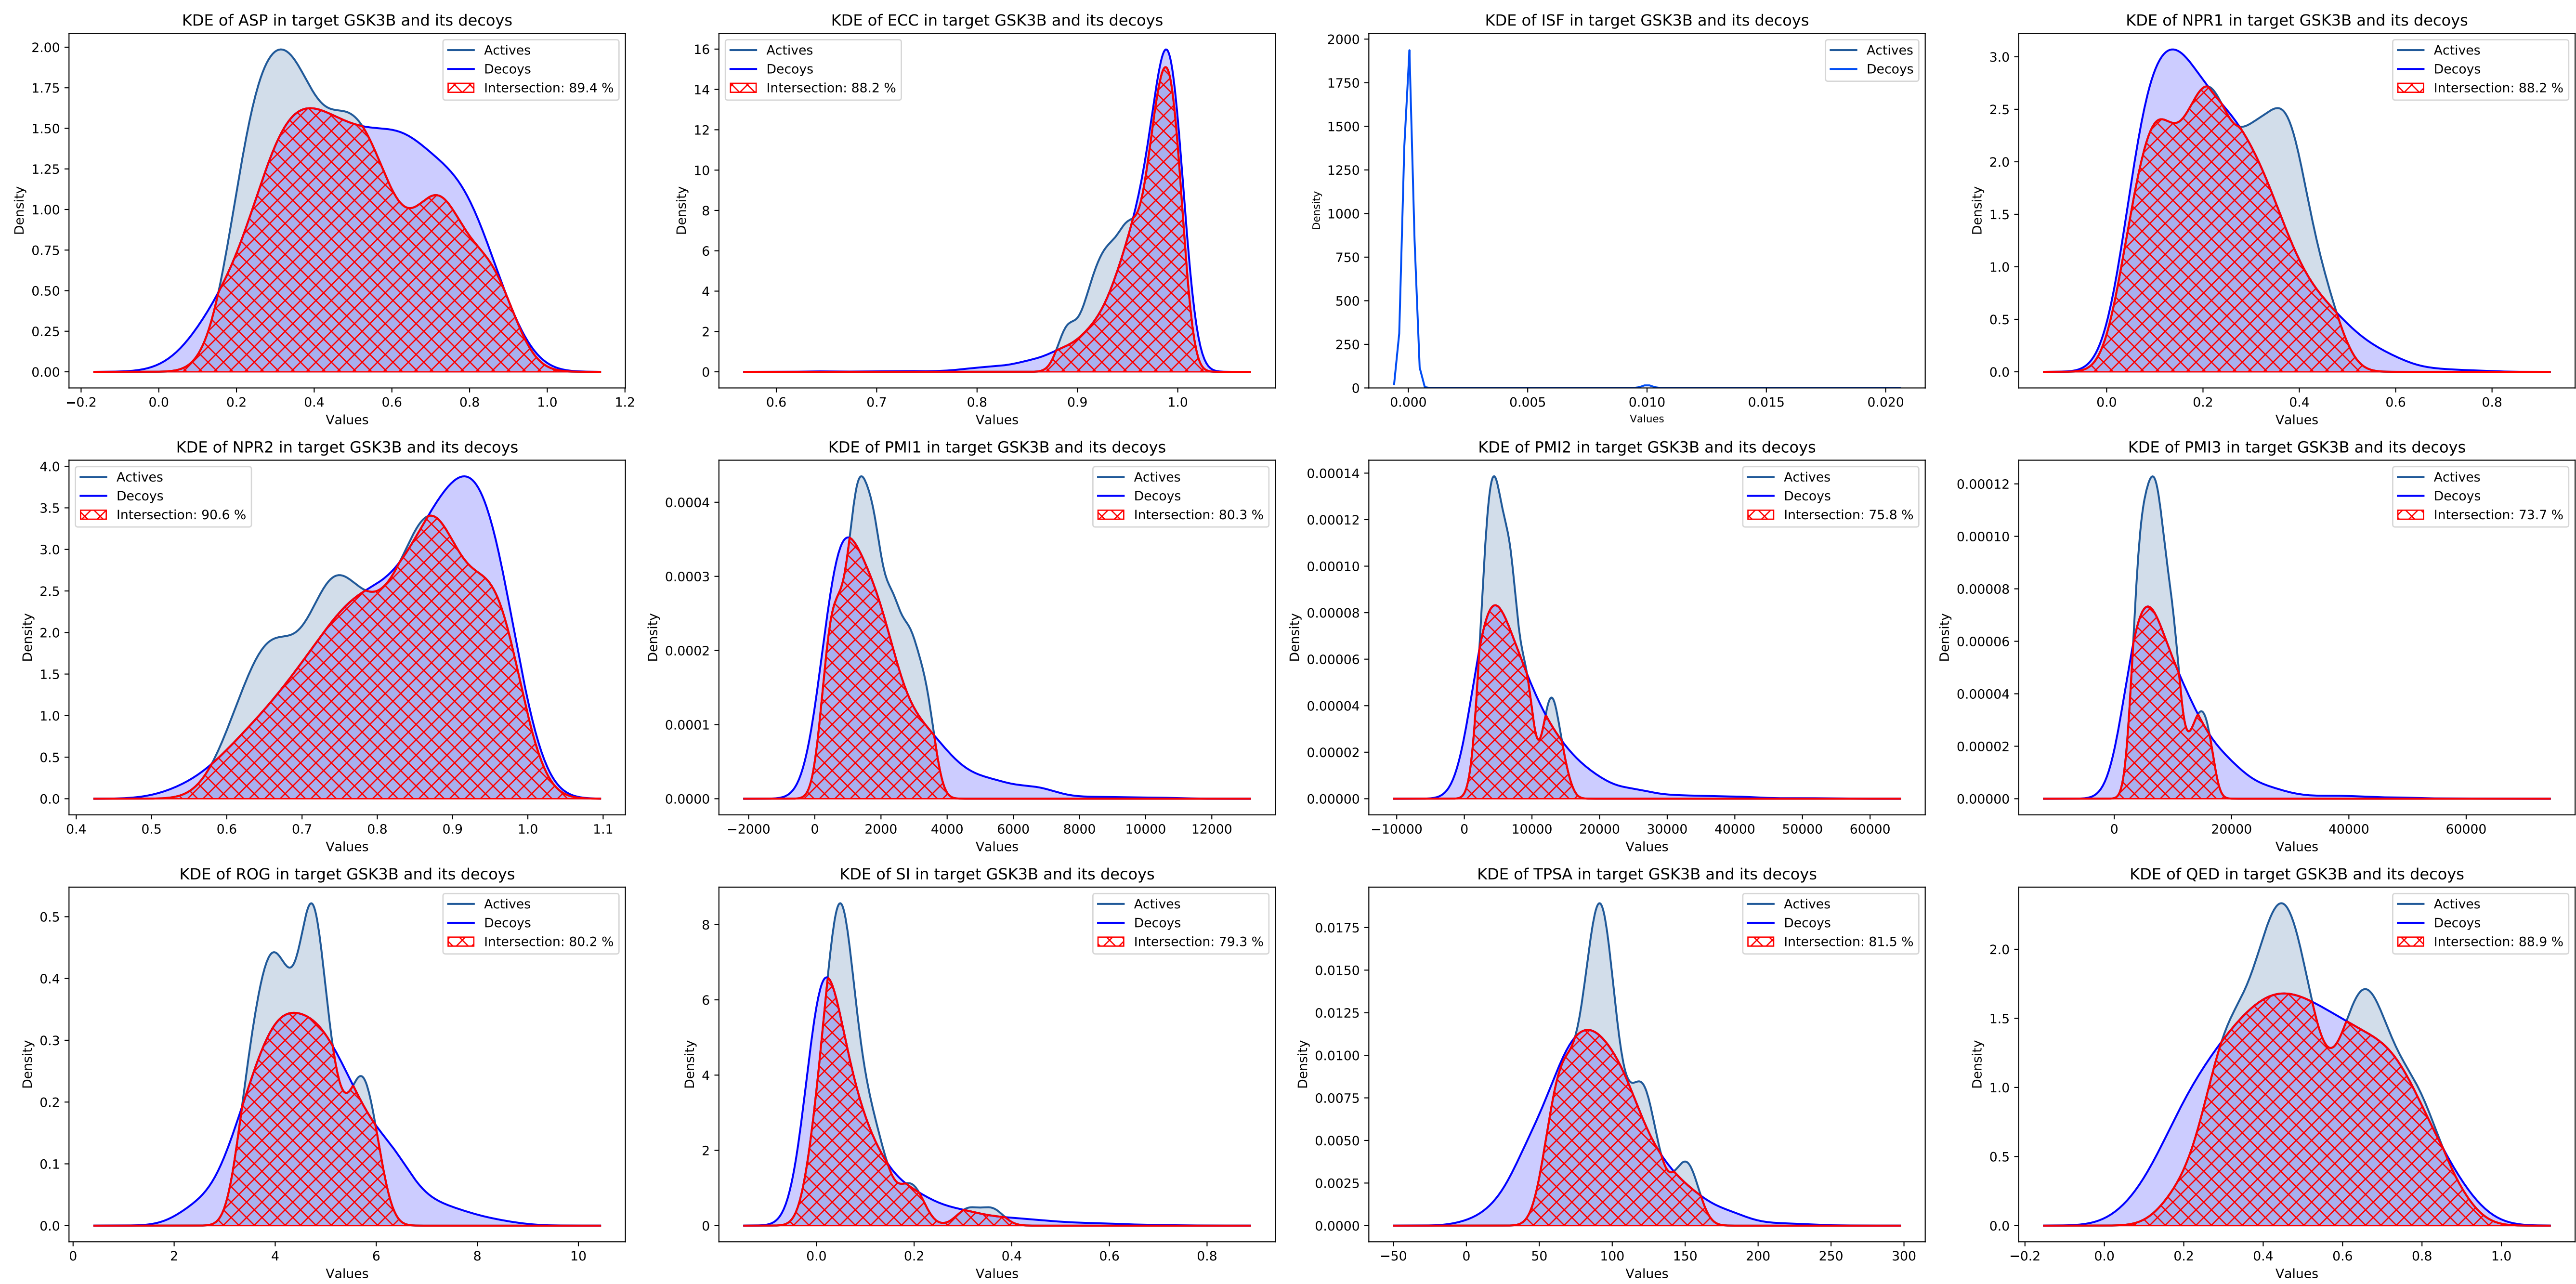 KDE of ASP in target GSK3B and its decoys
Density
2.00
1.75
1.50
1.25
1.00
0.75
0.50
0.25
0.00
Actives
Decoys
Intersection: 89.4 %
−0.2 0.0 0.2 0.4 0.6 0.8 1.0 1.2
Values
KDE of ECC in target GSK3B and its decoys
Density
16
14
12
10
8
6
4
2
0
Actives
Decoys
Intersection: 88.2 %
0.6 0.7 0.8 0.9 1.0
Values
KDE of ISF in target GSK3B and its decoys
Density
2000
1750
1500
1250
1000
750
500
250
0
Actives
Decoys
0.000 0.005 0.010 0.015 0.020
Values
KDE of NPR1 in target GSK3B and its decoys
Density
3.0
2.5
2.0
1.5
1.0
0.5
0.0
Actives
Decoys
Intersection: 88.2 %
0.0 0.2 0.4 0.6 0.8
Values
KDE of NPR2 in target GSK3B and its decoys
Density
4.0
3.5
3.0
2.5
2.0
1.5
1.0
0.5
0.0
Actives
Decoys
Intersection: 90.6 %
0.4 0.5 0.6 0.7 0.8 0.9 1.0 1.1
Values
KDE of PMI1 in target GSK3B and its decoys
Density
0.0004
0.0003
0.0002
0.0001
0.0000
Actives
Decoys
Intersection: 80.3 %
−2000 0 2000 4000 6000 8000 10000 12000
Values
KDE of PMI2 in target GSK3B and its decoys
Density
0.00014
0.00012
0.00010
0.00008
0.00006
0.00004
0.00002
0.00000
Actives
Decoys
Intersection: 75.8 %
−10000 0 10000 20000 30000 40000 50000 60000
Values
KDE of PMI3 in target GSK3B and its decoys
Density
0.00012
0.00010
0.00008
0.00006
0.00004
0.00002
0.00000
Actives
Decoys
Intersection: 73.7 %
0 20000 40000 60000
Values
KDE of ROG in target GSK3B and its decoys
Density
0.5
0.4
0.3
0.2
0.1
0.0
Actives
Decoys
Intersection: 80.2 %
0 2 4 6 8 10
Values
KDE of SI in target GSK3B and its decoys
Density
8
6
4
2
0
Actives
Decoys
Intersection: 79.3 %
0.0 0.2 0.4 0.6 0.8
Values
KDE of TPSA in target GSK3B and its decoys
Density
0.0175
0.0150
0.0125
0.0100
0.0075
0.0050
0.0025
0.0000
Actives
Decoys
Intersection: 81.5 %
−50 0 50 100 150 200 250 300
Values
KDE of QED in target GSK3B and its decoys
Density
2.0
1.5
1.0
0.5
0.0
Actives
Decoys
Intersection: 88.9 %
−0.2 0.0 0.2 0.4 0.6 0.8 1.0
Values